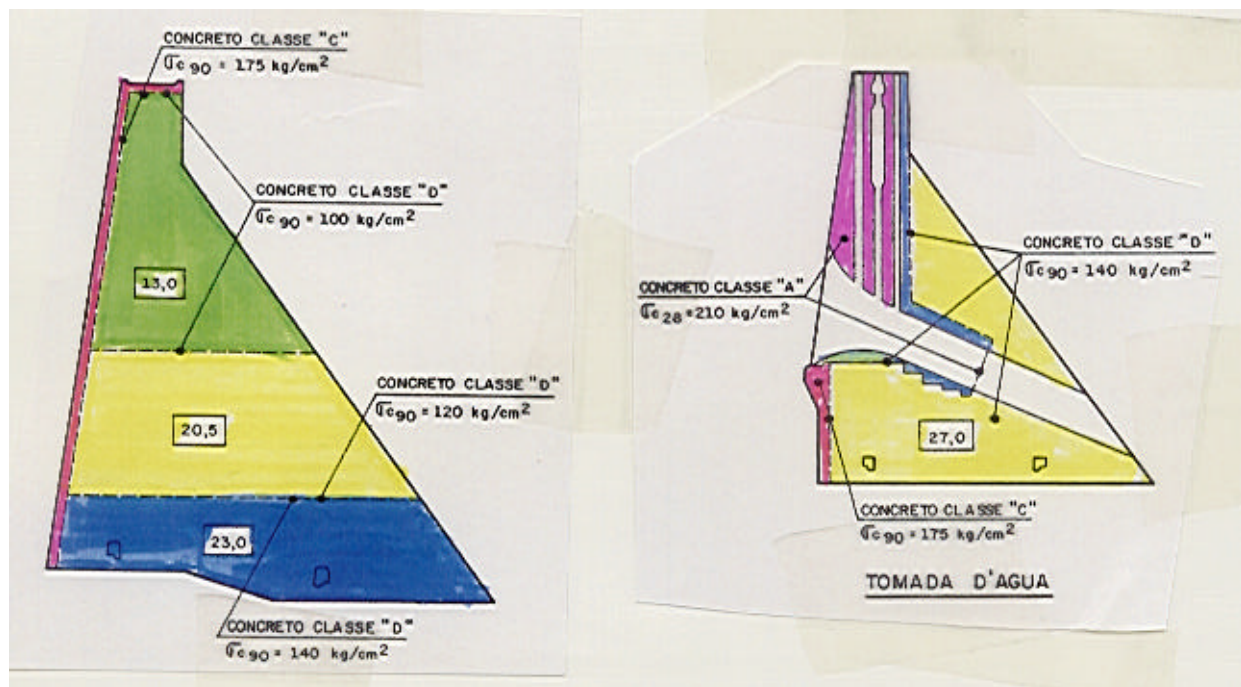 CONCRETO CLASSE "C"
σc 90 = 175 kg/cm²
CONCRETO CLASSE "D"
σc 90 = 100 kg/cm²
13,0
CONCRETO CLASSE "D"
σc 90 = 120 kg/cm²
20,5
23,0
CONCRETO CLASSE "D"
σc 90 = 140 kg/cm²
CONCRETO CLASSE "D"
σc 90 = 140 kg/cm²
CONCRETO CLASSE "A"
σc 28 = 210 kg/cm²
27,0
CONCRETO CLASSE "C"
σc 90 = 175 kg/cm²
TOMADA D'AGUA